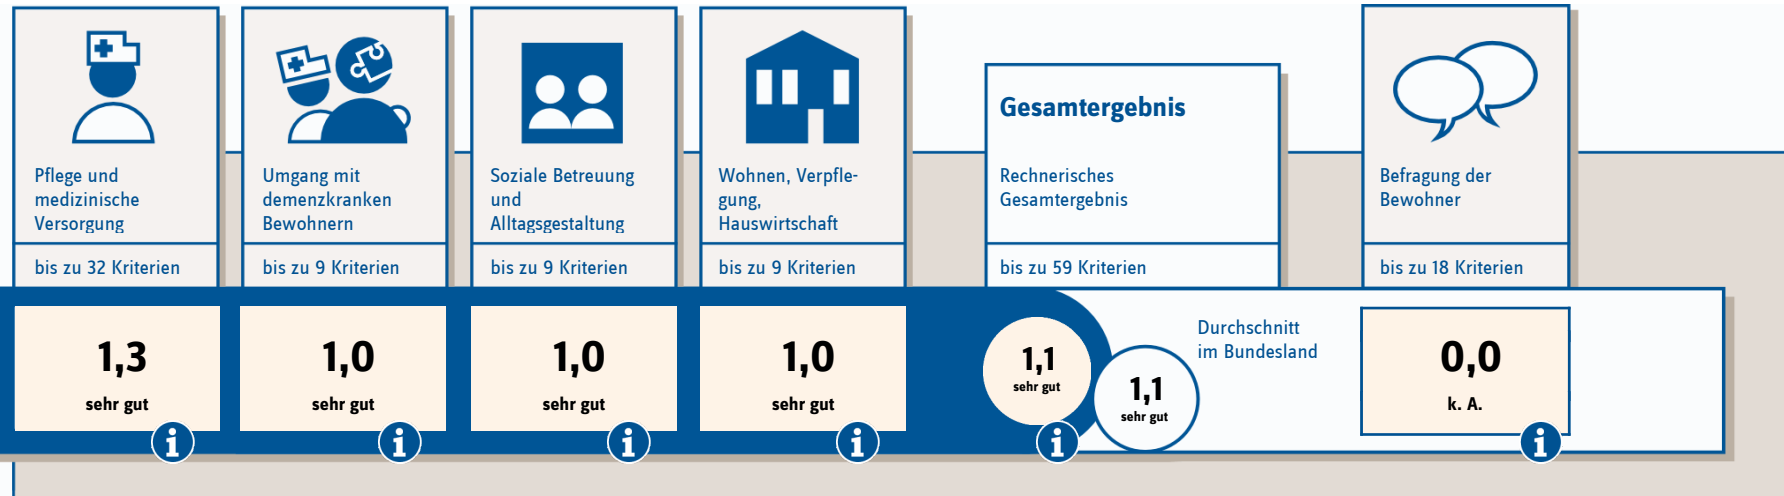 Pflege und
medizinische
Versorgung
bis zu 32 Kriterien
1,3
sehr gut
i
Umgang mit
demenzkranken
Bewohnern
bis zu 9 Kriterien
1,0
sehr gut
i
Soziale Betreuung
und
Alltagsgestaltung
bis zu 9 Kriterien
1,0
sehr gut
i
Wohnen, Verpfle-
gung,
Hauswirtschaft
bis zu 9 Kriterien
1,0
sehr gut
i
Gesamtergebnis
Rechnerisches
Gesamtergebnis
bis zu 59 Kriterien
1,1
sehr gut
i
Durchschnitt
im Bundesland
1,1
sehr gut
Befragung der
Bewohner
bis zu 18 Kriterien
0,0
k. A.
i